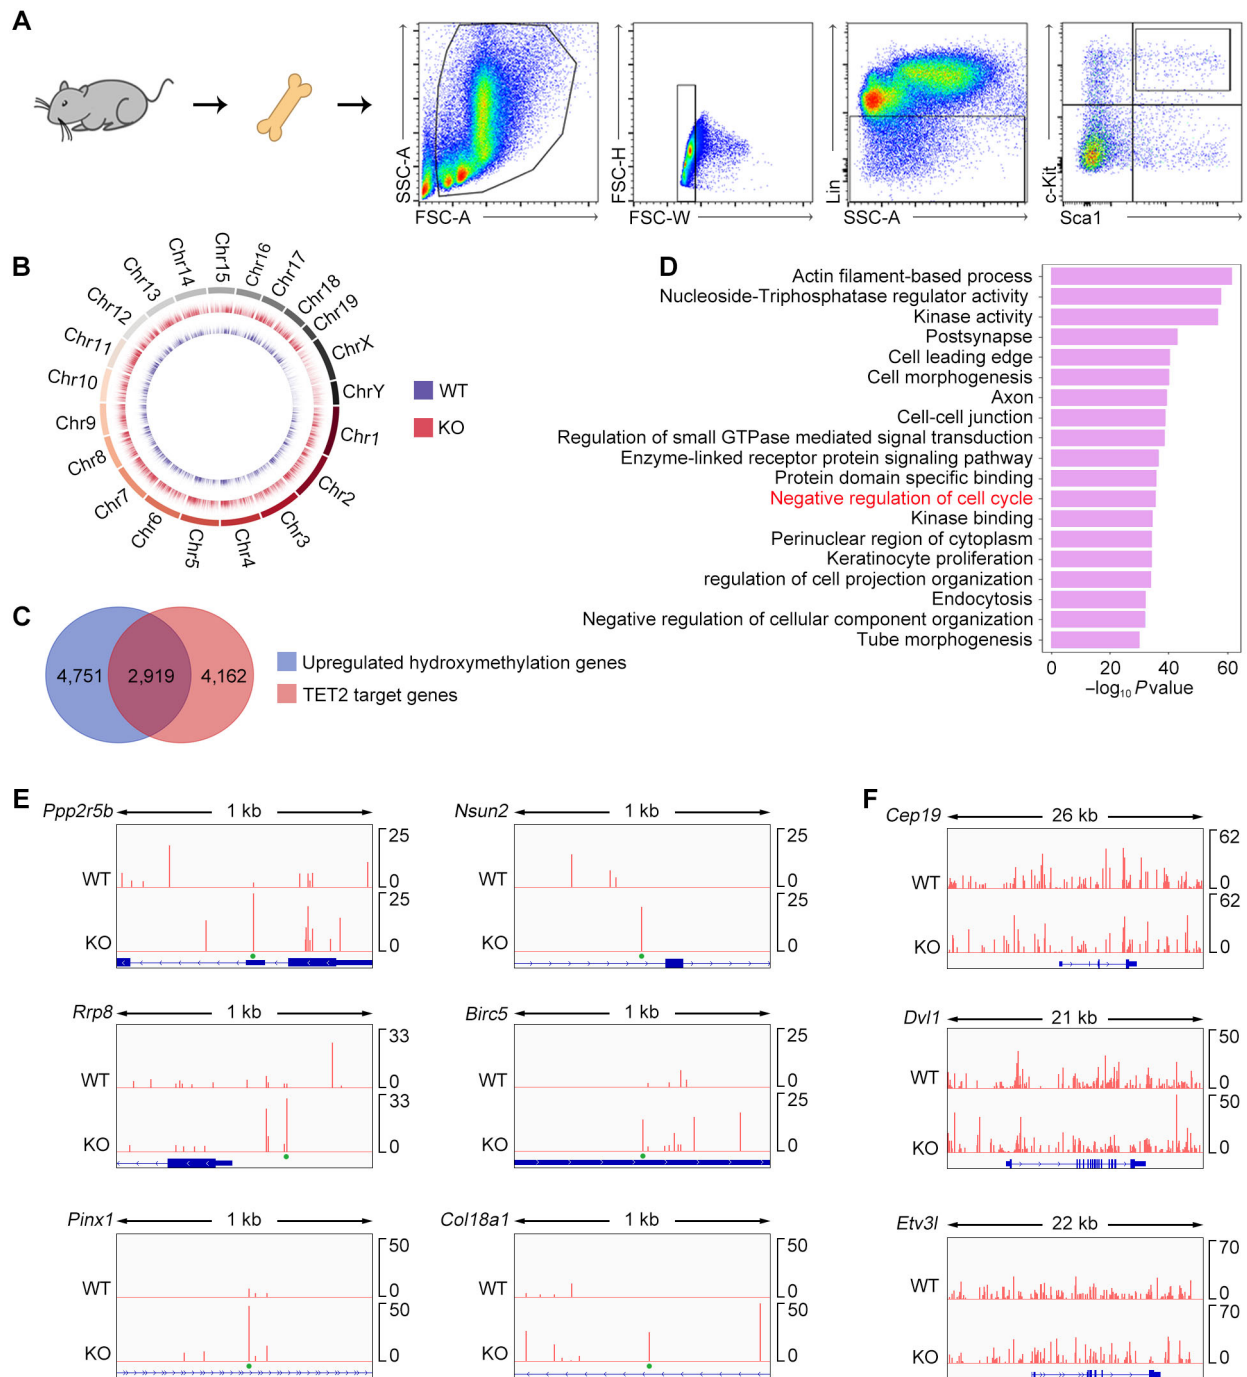 A
SSC-A
FSC-A
FSC-H
FSC-W
Lin
SSC-A
c-Kit
Sca1
B
Chr1
Chr2
Chr3
Chr4
Chr5
Chr6
Chr7
Chr8
Chr9
Chr10
Chr11
Chr12
Chr13
Chr14
Chr15
Chr16
Chr17
Chr18
Chr19
ChrX
ChrY
WT
KO
C
4,751
2,919
4,162
Upregulated hydroxymethylation genes
TET2 target genes
D
Actin filament-based process
Nucleoside-Triphosphatase regulator activity
Kinase activity
Postsynapse
Cell leading edge
Cell morphogenesis
Axon
Cell-cell junction
Regulation of small GTPase mediated signal transduction
Enzyme-linked receptor protein signaling pathway
Protein domain specific binding
Negative regulation of cell cycle
Kinase binding
Perinuclear region of cytoplasm
Keratinocyte proliferation
regulation of cell projection organization
Endocytosis
Negative regulation of cellular component organization
Tube morphogenesis
0 20 40 60
–log10 P value
E
Ppp2r5b 1 kb
25
WT 0
25
KO 0
Nsun2 1 kb
25
WT 0
25
KO 0
Rrp8 1 kb
33
WT 0
33
KO 0
Birc5 1 kb
25
WT 0
25
KO 0
Pinx1 1 kb
50
WT 0
50
KO 0
Col18a1 1 kb
50
WT 0
50
KO 0
F
Cep19 26 kb
62
WT 0
62
KO 0
Dvl1 21 kb
50
WT 0
50
KO 0
Etv3l 22 kb
70
WT 0
70
KO 0